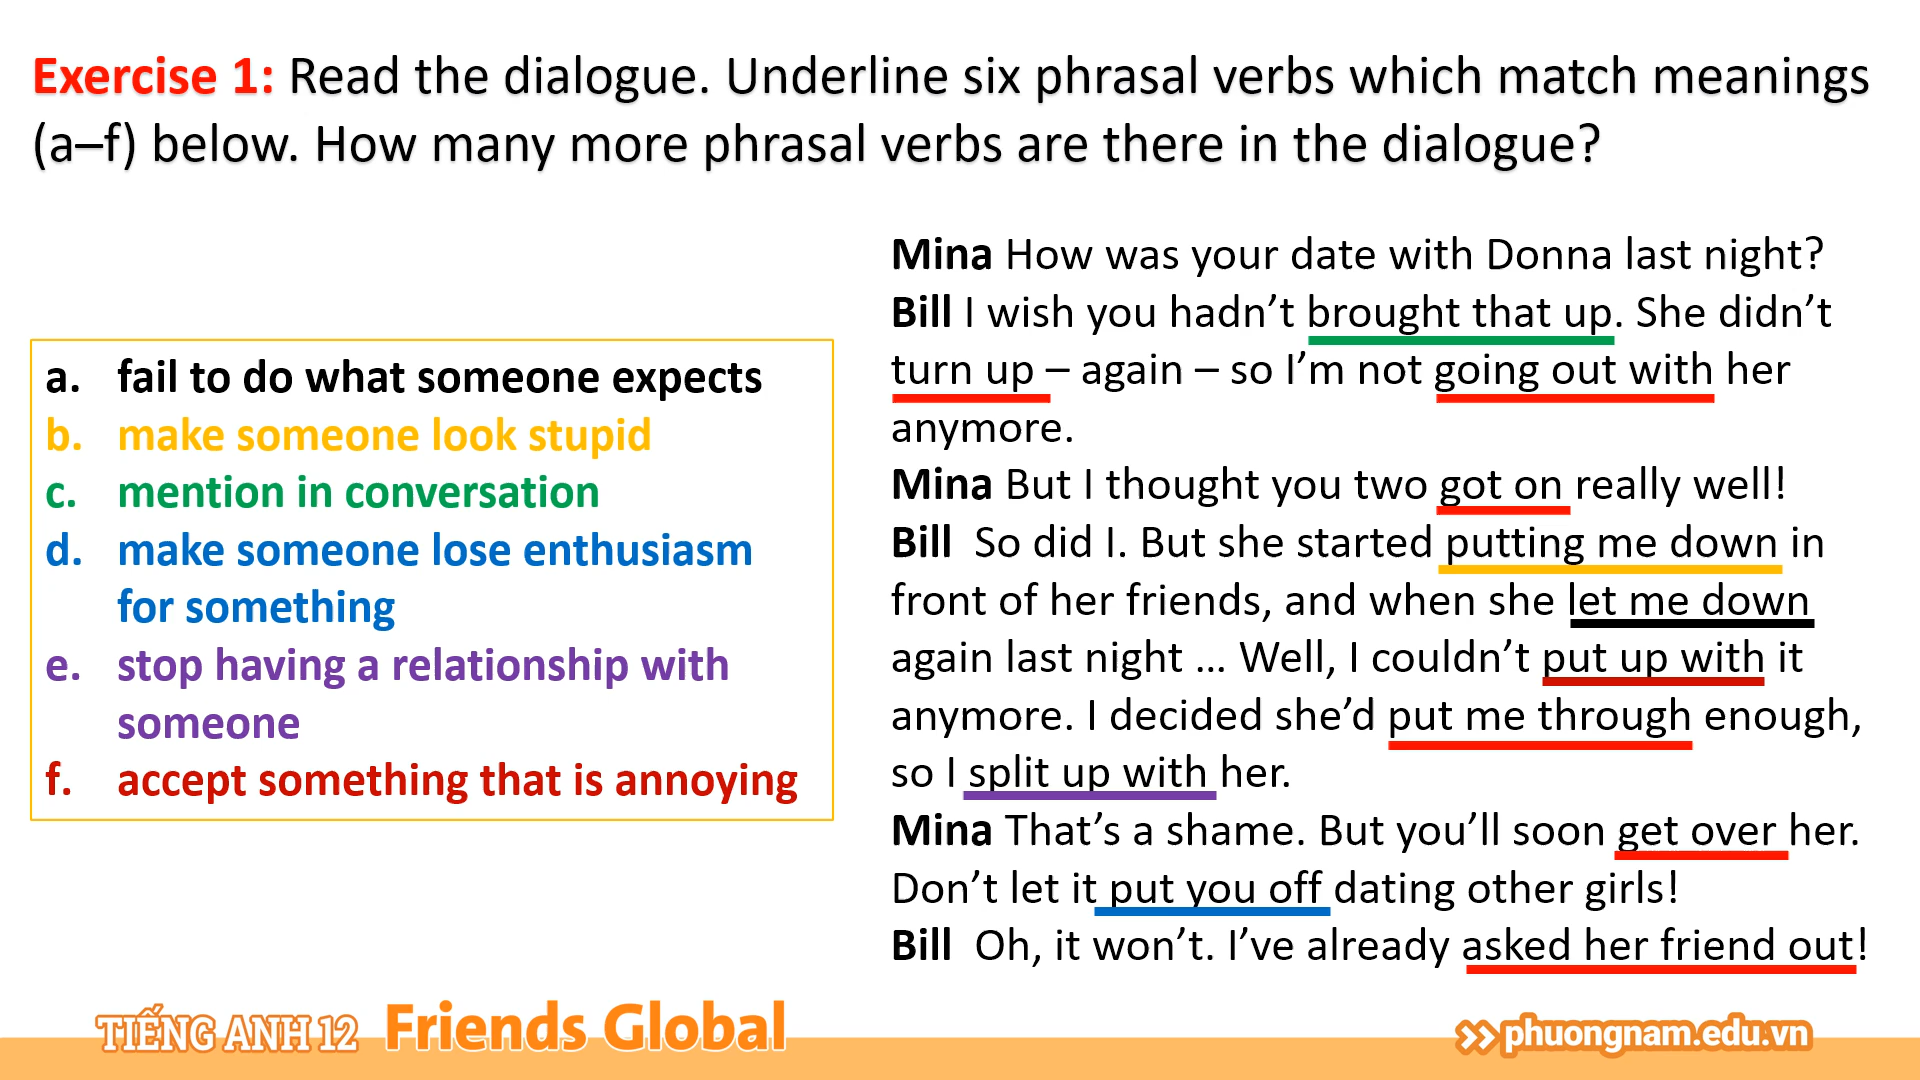 Exercise 1: Read the dialogue. Underline six phrasal verbs which match meanings
(a–f) below. How many more phrasal verbs are there in the dialogue?
a. fail to do what someone expects
b. make someone look stupid
c. mention in conversation
d. make someone lose enthusiasm
for something
e. stop having a relationship with
someone
f. accept something that is annoying
Mina How was your date with Donna last night?
Bill I wish you hadn’t brought that up. She didn’t
turn up – again – so I’m not going out with her
anymore.
Mina But I thought you two got on really well!
Bill So did I. But she started putting me down in
front of her friends, and when she let me down
again last night ... Well, I couldn’t put up with it
anymore. I decided she’d put me through enough,
so I split up with her.
Mina That’s a shame. But you’ll soon get over her.
Don’t let it put you off dating other girls!
Bill Oh, it won’t. I’ve already asked her friend out!
TIẾNG ANH 12 Friends Global
phuongnam.edu.vn